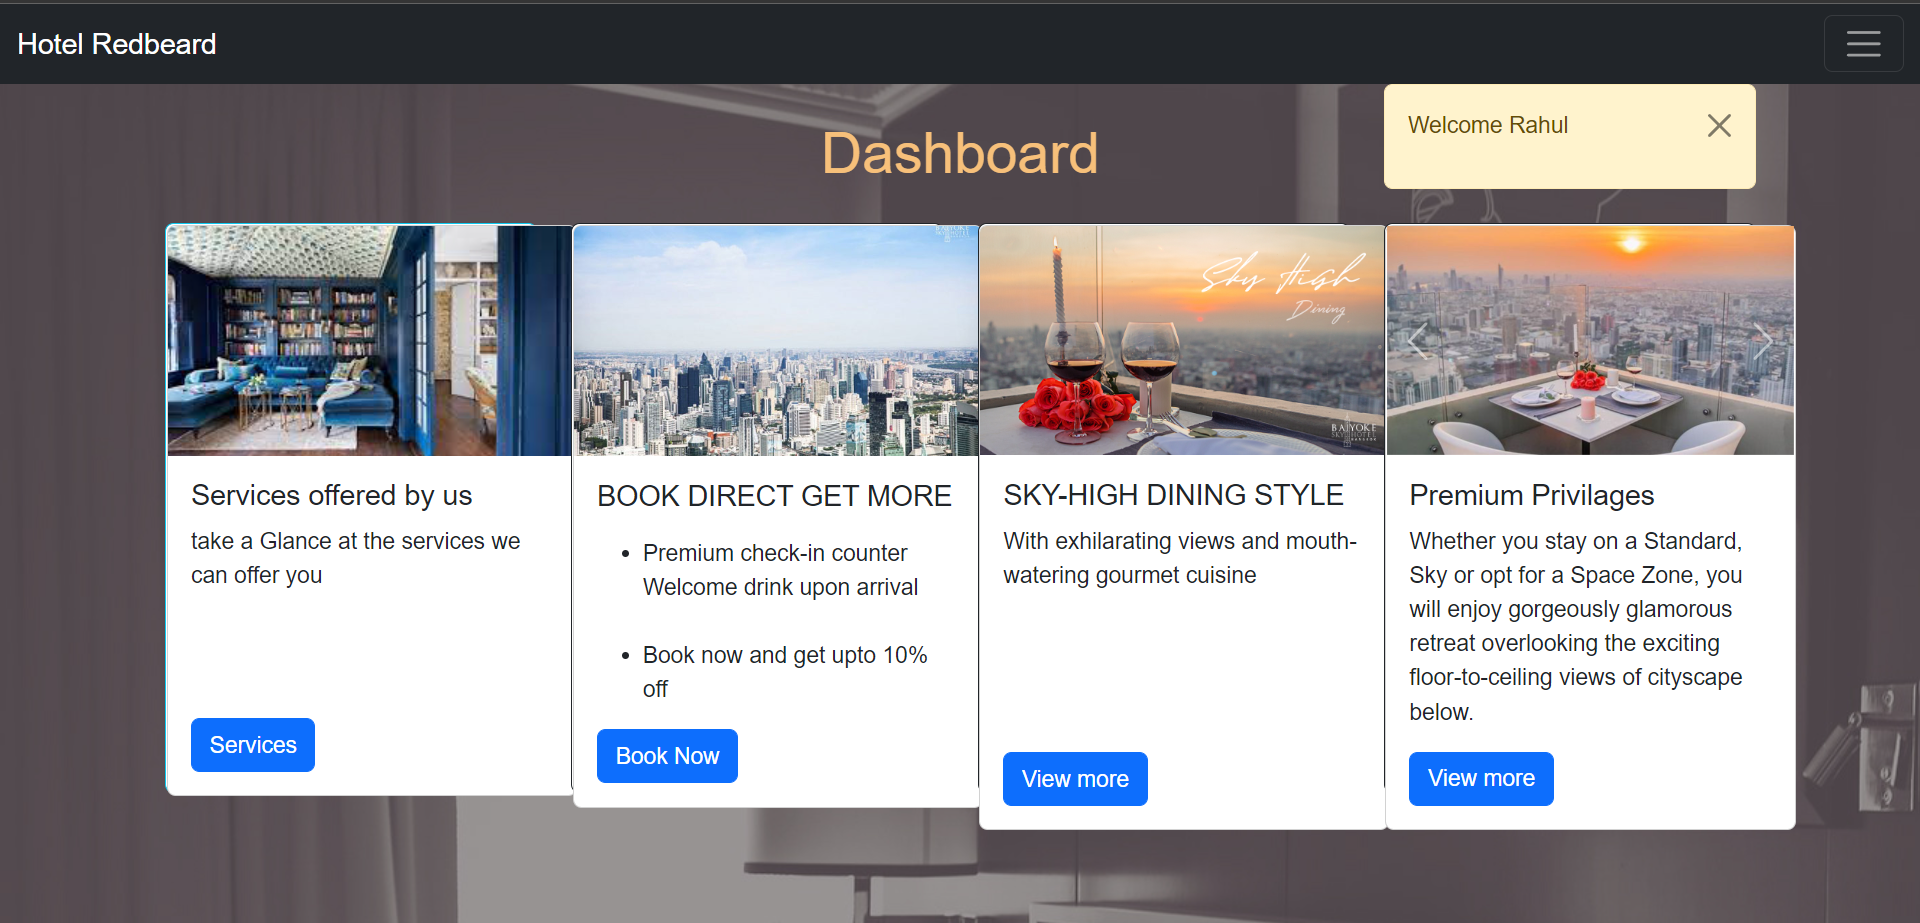 Hotel Redbeard
Welcome Rahul
Dashboard
Sky High
Dining
BAIYOKE
SKY HOTEL
Services offered by us
take a Glance at the services we
can offer you
Services
BOOK DIRECT GET MORE
Premium check-in counter
Welcome drink upon arrival
Book now and get upto 10%
off
Book Now
SKY-HIGH DINING STYLE
With exhilarating views and mouth-
watering gourmet cuisine
View more
Premium Privilages
Whether you stay on a Standard,
Sky or opt for a Space Zone, you
will enjoy gorgeously glamorous
retreat overlooking the exciting
floor-to-ceiling views of cityscape
below.
View more